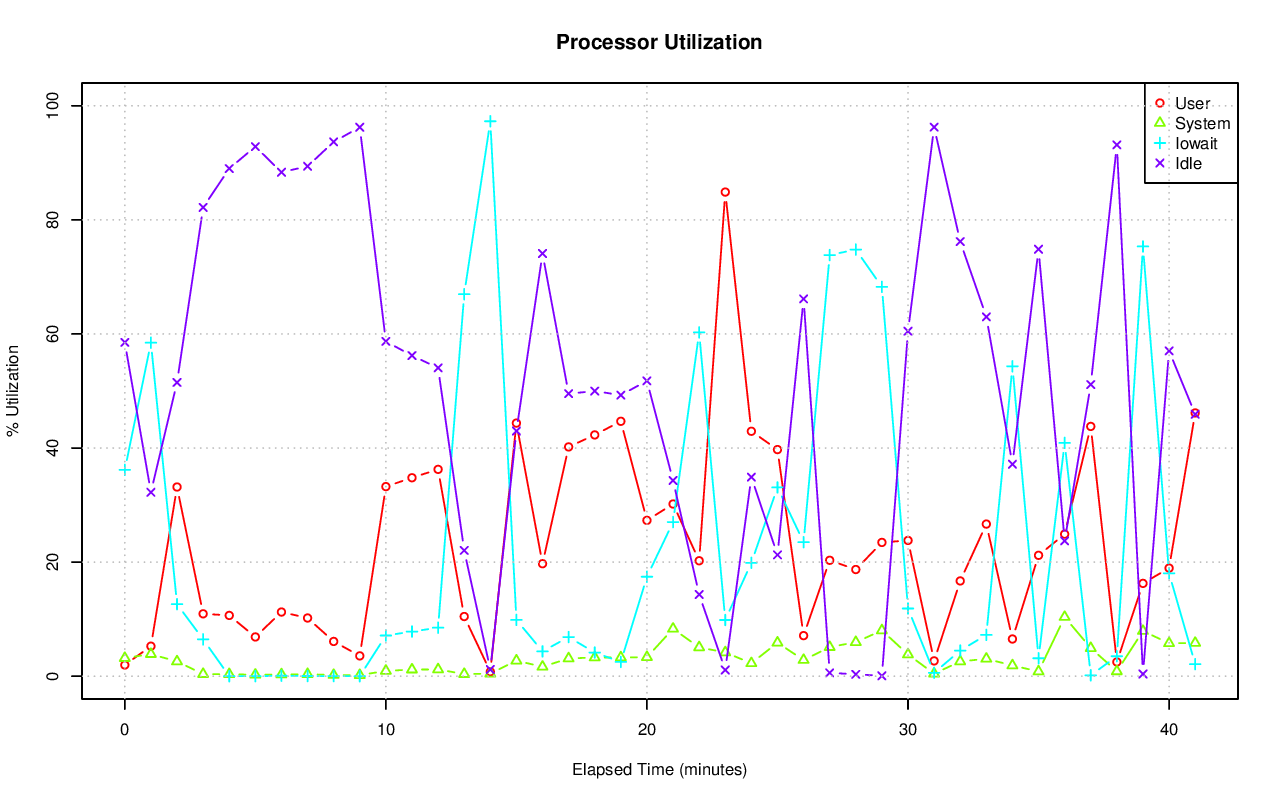 Processor Utilization
% Utilization
100
80
60
40
20
0
User
System
Iowait
Idle
0 10 20 30 40
Elapsed Time (minutes)